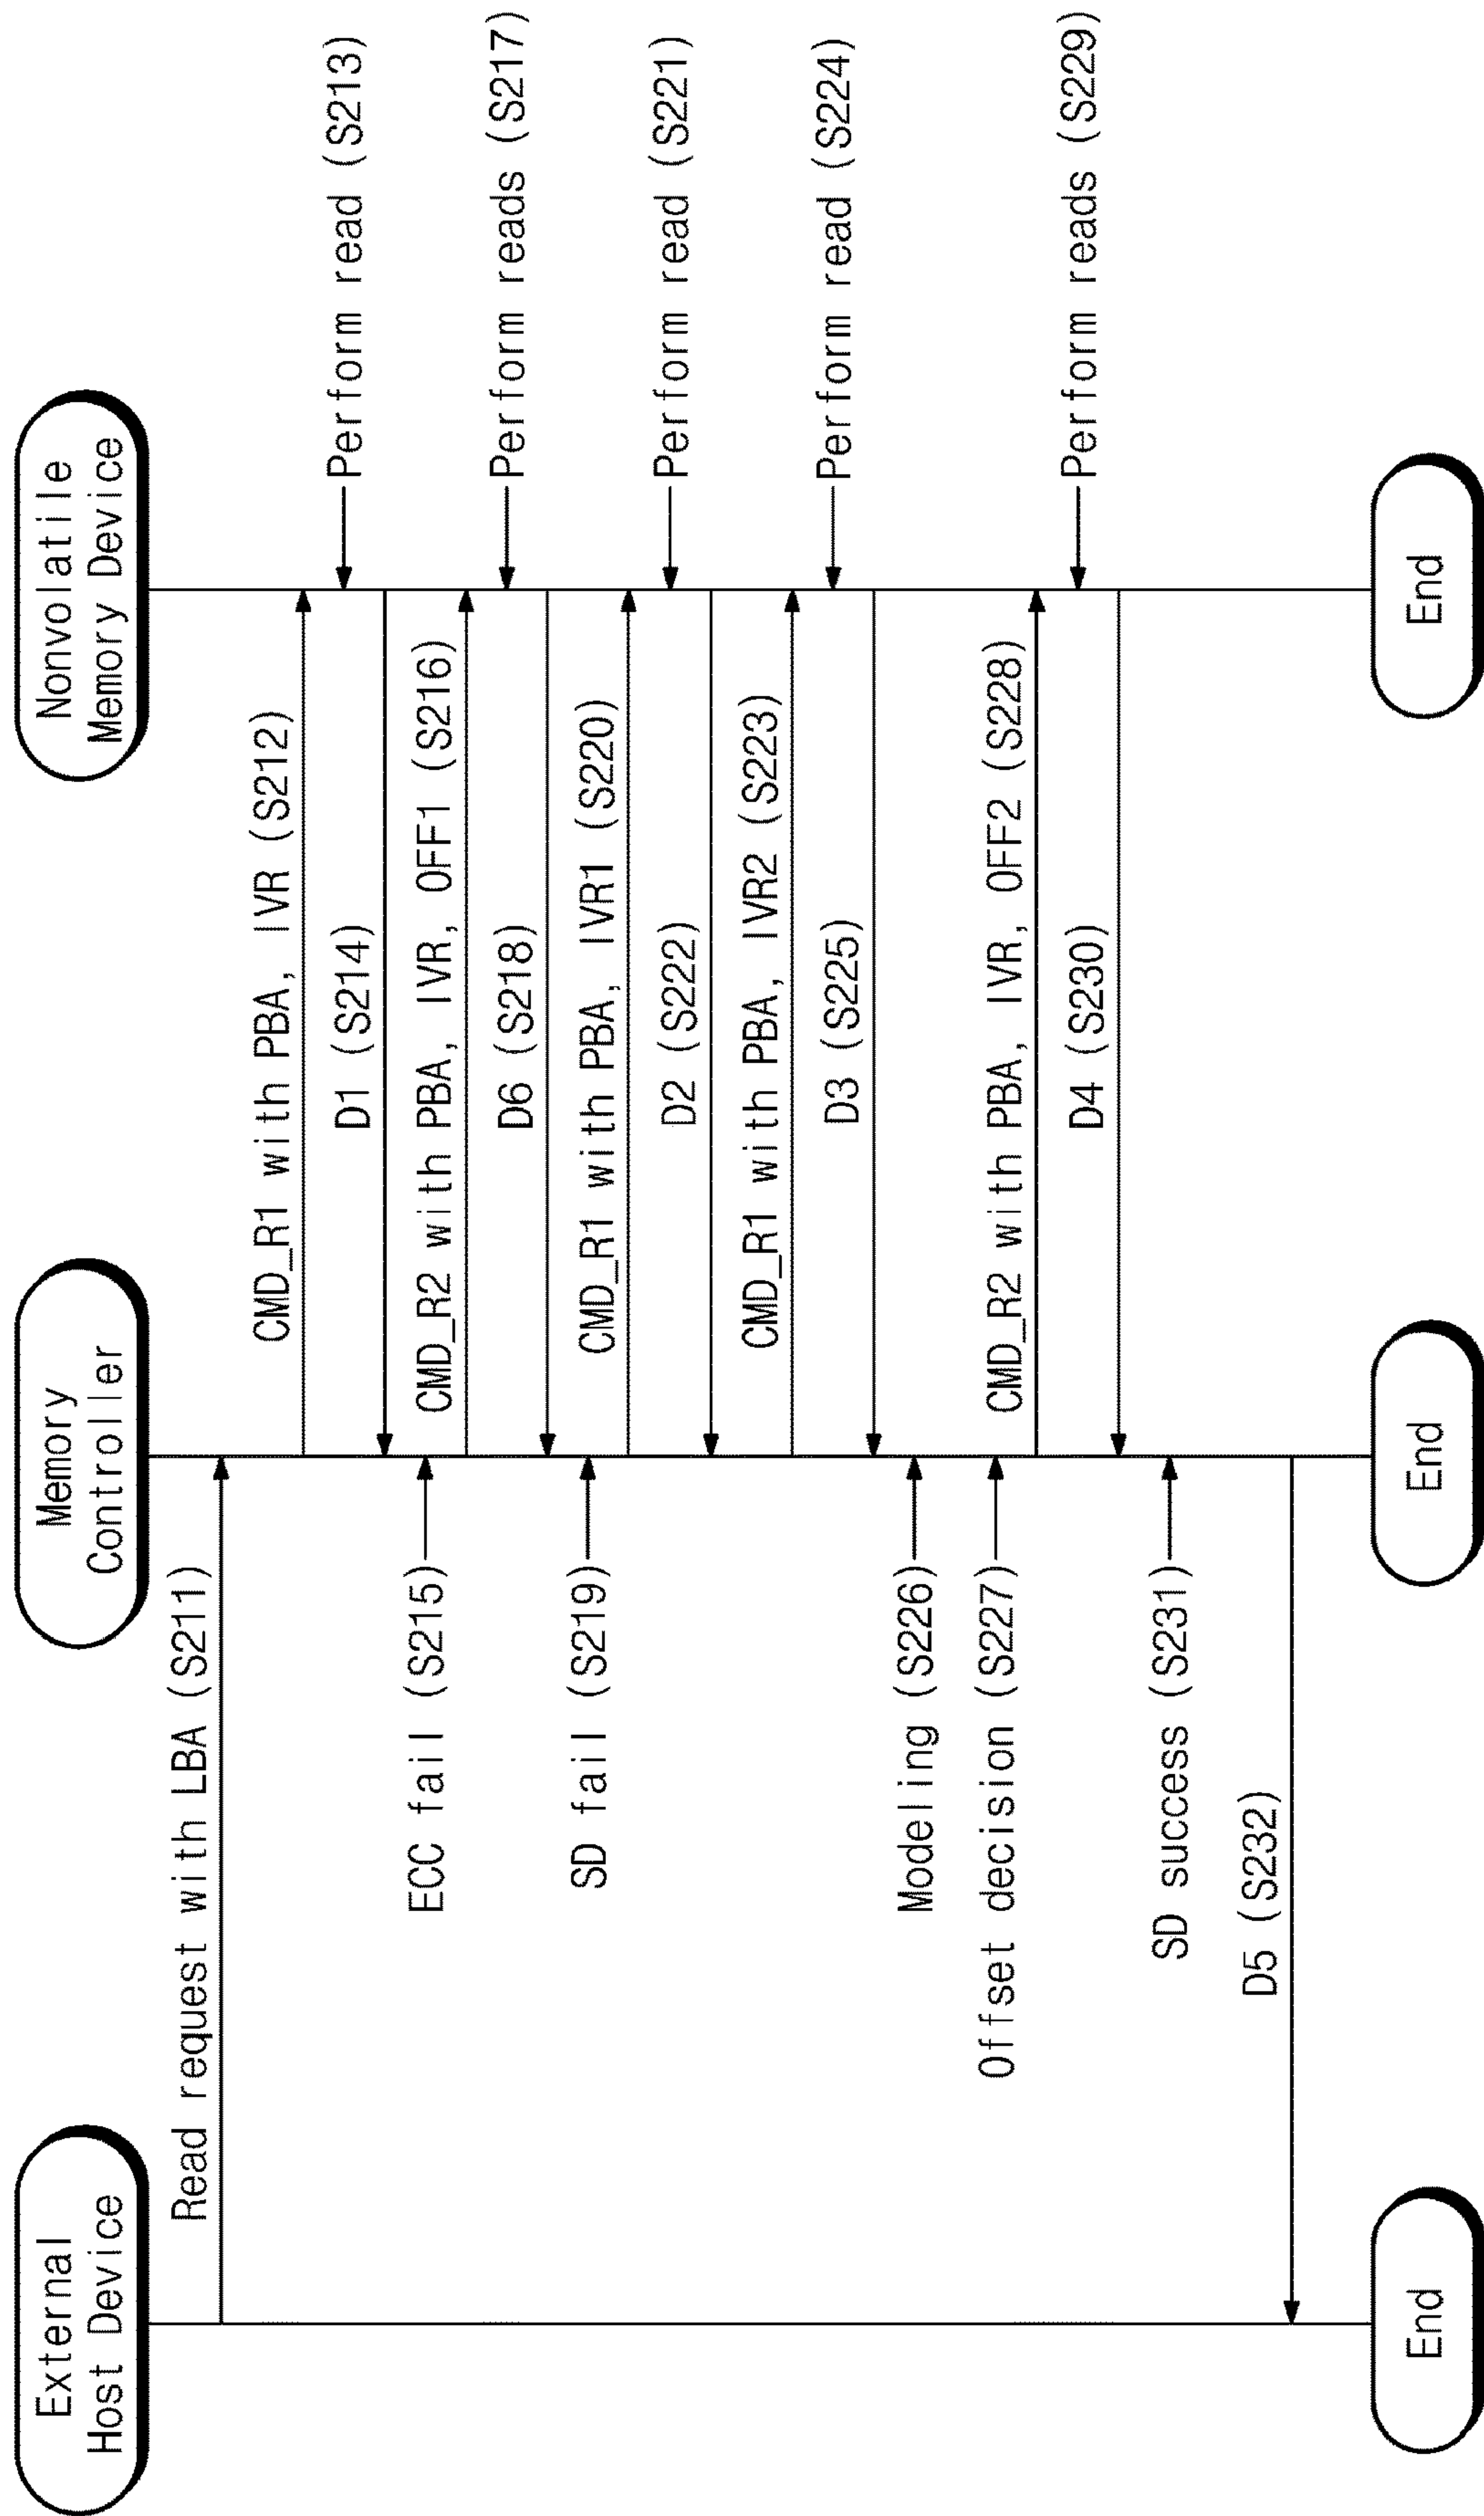 External
Host Device
Memory
Controller
Nonvolatile
Memory Device
Read request with LBA (S211)
CMD_R1 with PBA, IVR (S212)
Perform read (S213)
D1 (S214)
ECC fail (S215)
CMD_R2 with PBA, IVR, OFF1 (S216)
Perform reads (S217)
D6 (S218)
SD fail (S219)
CMD_R1 with PBA, IVR1 (S220)
Perform read (S221)
D2 (S222)
CMD_R1 with PBA, IVR2 (S223)
Perform read (S224)
D3 (S225)
Modeling (S226)
Offset decision (S227)
CMD_R2 with PBA, IVR, OFF2 (S228)
Perform reads (S229)
D4 (S230)
SD success (S231)
D5 (S232)
End
End
End